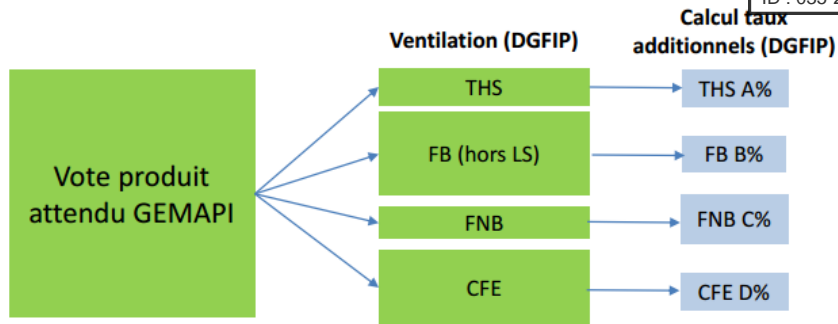 Calcul taux
additionnels (DGFIP)
Ventilation (DGFIP)
Vote produit
attendu GEMAPI
THS
THS A%
FB (hors LS)
FB B%
FNB
FNB C%
CFE
CFE D%